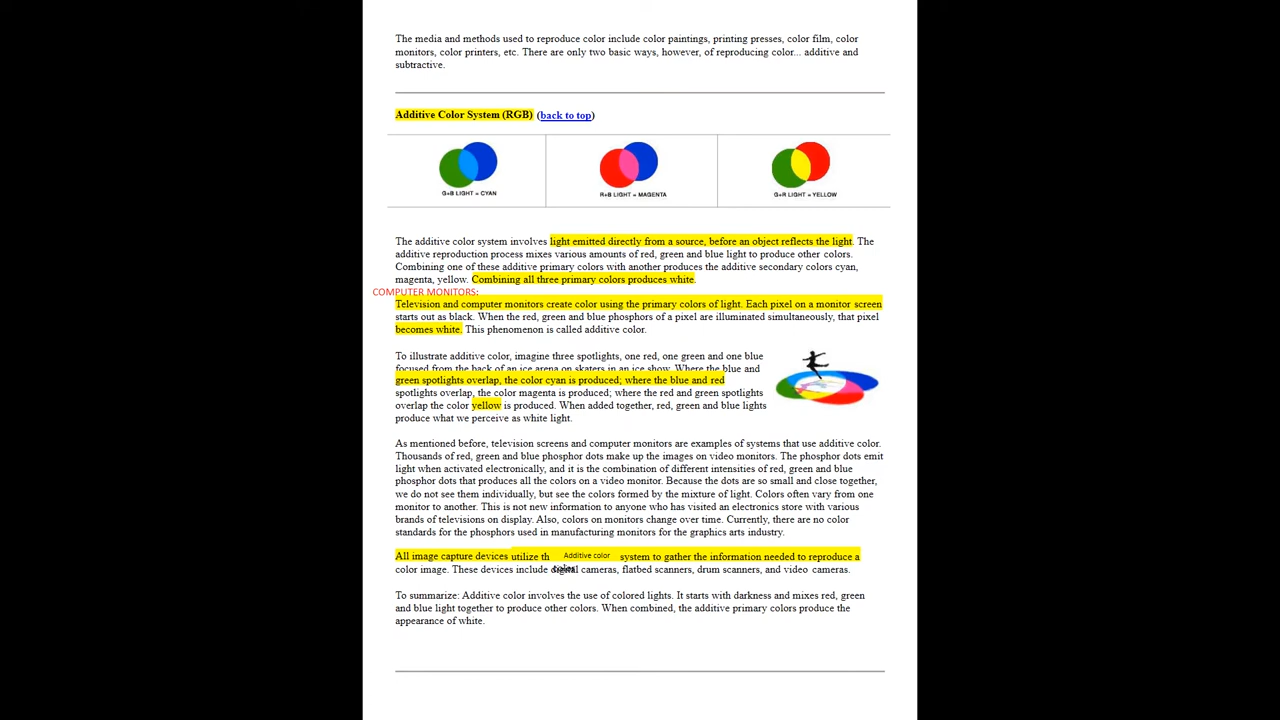 The media and methods used to reproduce color include color paintings, printing presses, color film, color
monitors, color printers, etc. There are only two basic ways, however, of reproducing color... additive and
subtractive.
Additive Color System (RGB) (back to top)
G+B LIGHT = CYAN
R+B LIGHT = MAGENTA
G+R LIGHT = YELLOW
The additive color system involves light emitted directly from a source, before an object reflects the light. The
additive reproduction process mixes various amounts of red, green and blue light to produce other colors.
Combining one of these additive primary colors with another produces the additive secondary colors cyan,
magenta, yellow. Combining all three primary colors produces white.
COMPUTER MONITORS:
Television and computer monitors create color using the primary colors of light. Each pixel on a monitor screen
starts out as black. When the red, green and blue phosphors of a pixel are illuminated simultaneously, that pixel
becomes white. This phenomenon is called additive color.
To illustrate additive color, imagine three spotlights, one red, one green and one blue
focused from the back of an ice arena on skaters in an ice show. Where the blue and
green spotlights overlap, the color cyan is produced; where the blue and red
spotlights overlap, the color magenta is produced; where the red and green spotlights
overlap the color yellow is produced. When added together, red, green and blue lights
produce what we perceive as white light.
As mentioned before, television screens and computer monitors are examples of systems that use additive color.
Thousands of red, green and blue phosphor dots make up the images on video monitors. The phosphor dots emit
light when activated electronically, and it is the combination of different intensities of red, green and blue
phosphor dots that produces all the colors on a video monitor. Because the dots are so small and close together,
we do not see them individually, but see the colors formed by the mixture of light. Colors often vary from one
monitor to another. This is not new information to anyone who has visited an electronics store with various
brands of televisions on display. Also, colors on monitors change over time. Currently, there are no color
standards for the phosphors used in manufacturing monitors for the graphics arts industry.
All image capture devices utilize th Additive color system to gather the information needed to reproduce a
color image. These devices include digital cameras, flatbed scanners, drum scanners, and video cameras.
To summarize: Additive color involves the use of colored lights. It starts with darkness and mixes red, green
and blue light together to produce other colors. When combined, the additive primary colors produce the
appearance of white.